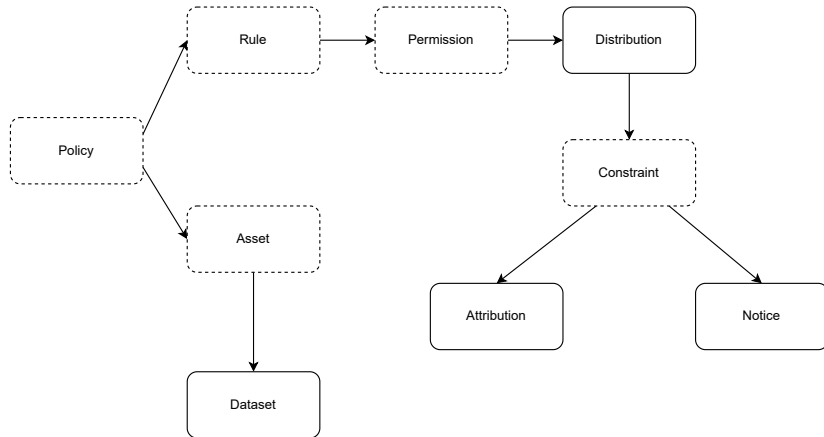 Rule
Permission
Distribution
Policy
Constraint
Asset
Attribution
Notice
Dataset